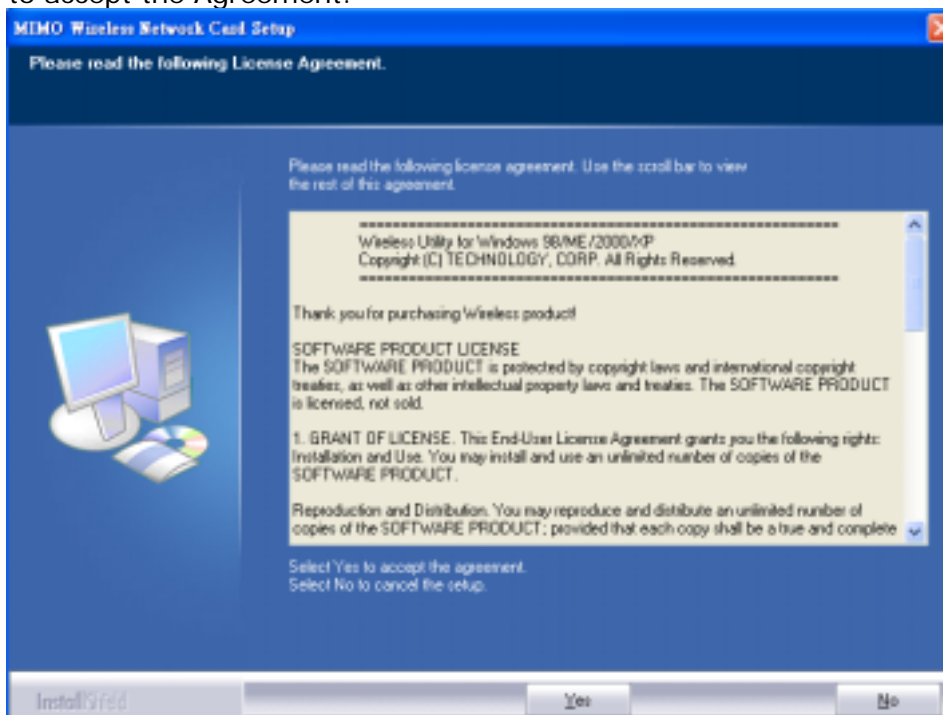 to accept the Agreement.
MIMO Wireless Network Card Setup
Please read the following License Agreement.
Please read the following license agreement. Use the scroll bar to view
the rest of this agreement.
Wireless Utility for Windows 98/ME/2000/XP
Copyright (C) TECHNOLOGY, CORP. All Rights Reserved.
Thank you for purchasing Wireless product!
SOFTWARE PRODUCT LICENSE
The SOFTWARE PRODUCT is protected by copyright laws and international copyright
treaties, as well as other intellectual property laws and treaties. The SOFTWARE PRODUCT
is licensed, not sold.
1. GRANT OF LICENSE. This End-User License Agreement grants you the following rights:
Installation and Use. You may install and use an unlimited number of copies of the
SOFTWARE PRODUCT.
Reproduction and Distribution. You may reproduce and distribute an unlimited number of
copies of the SOFTWARE PRODUCT; provided that each copy shall be a true and complete
Select Yes to accept the agreement.
Select No to cancel the setup.
InstallShield
Yes
No